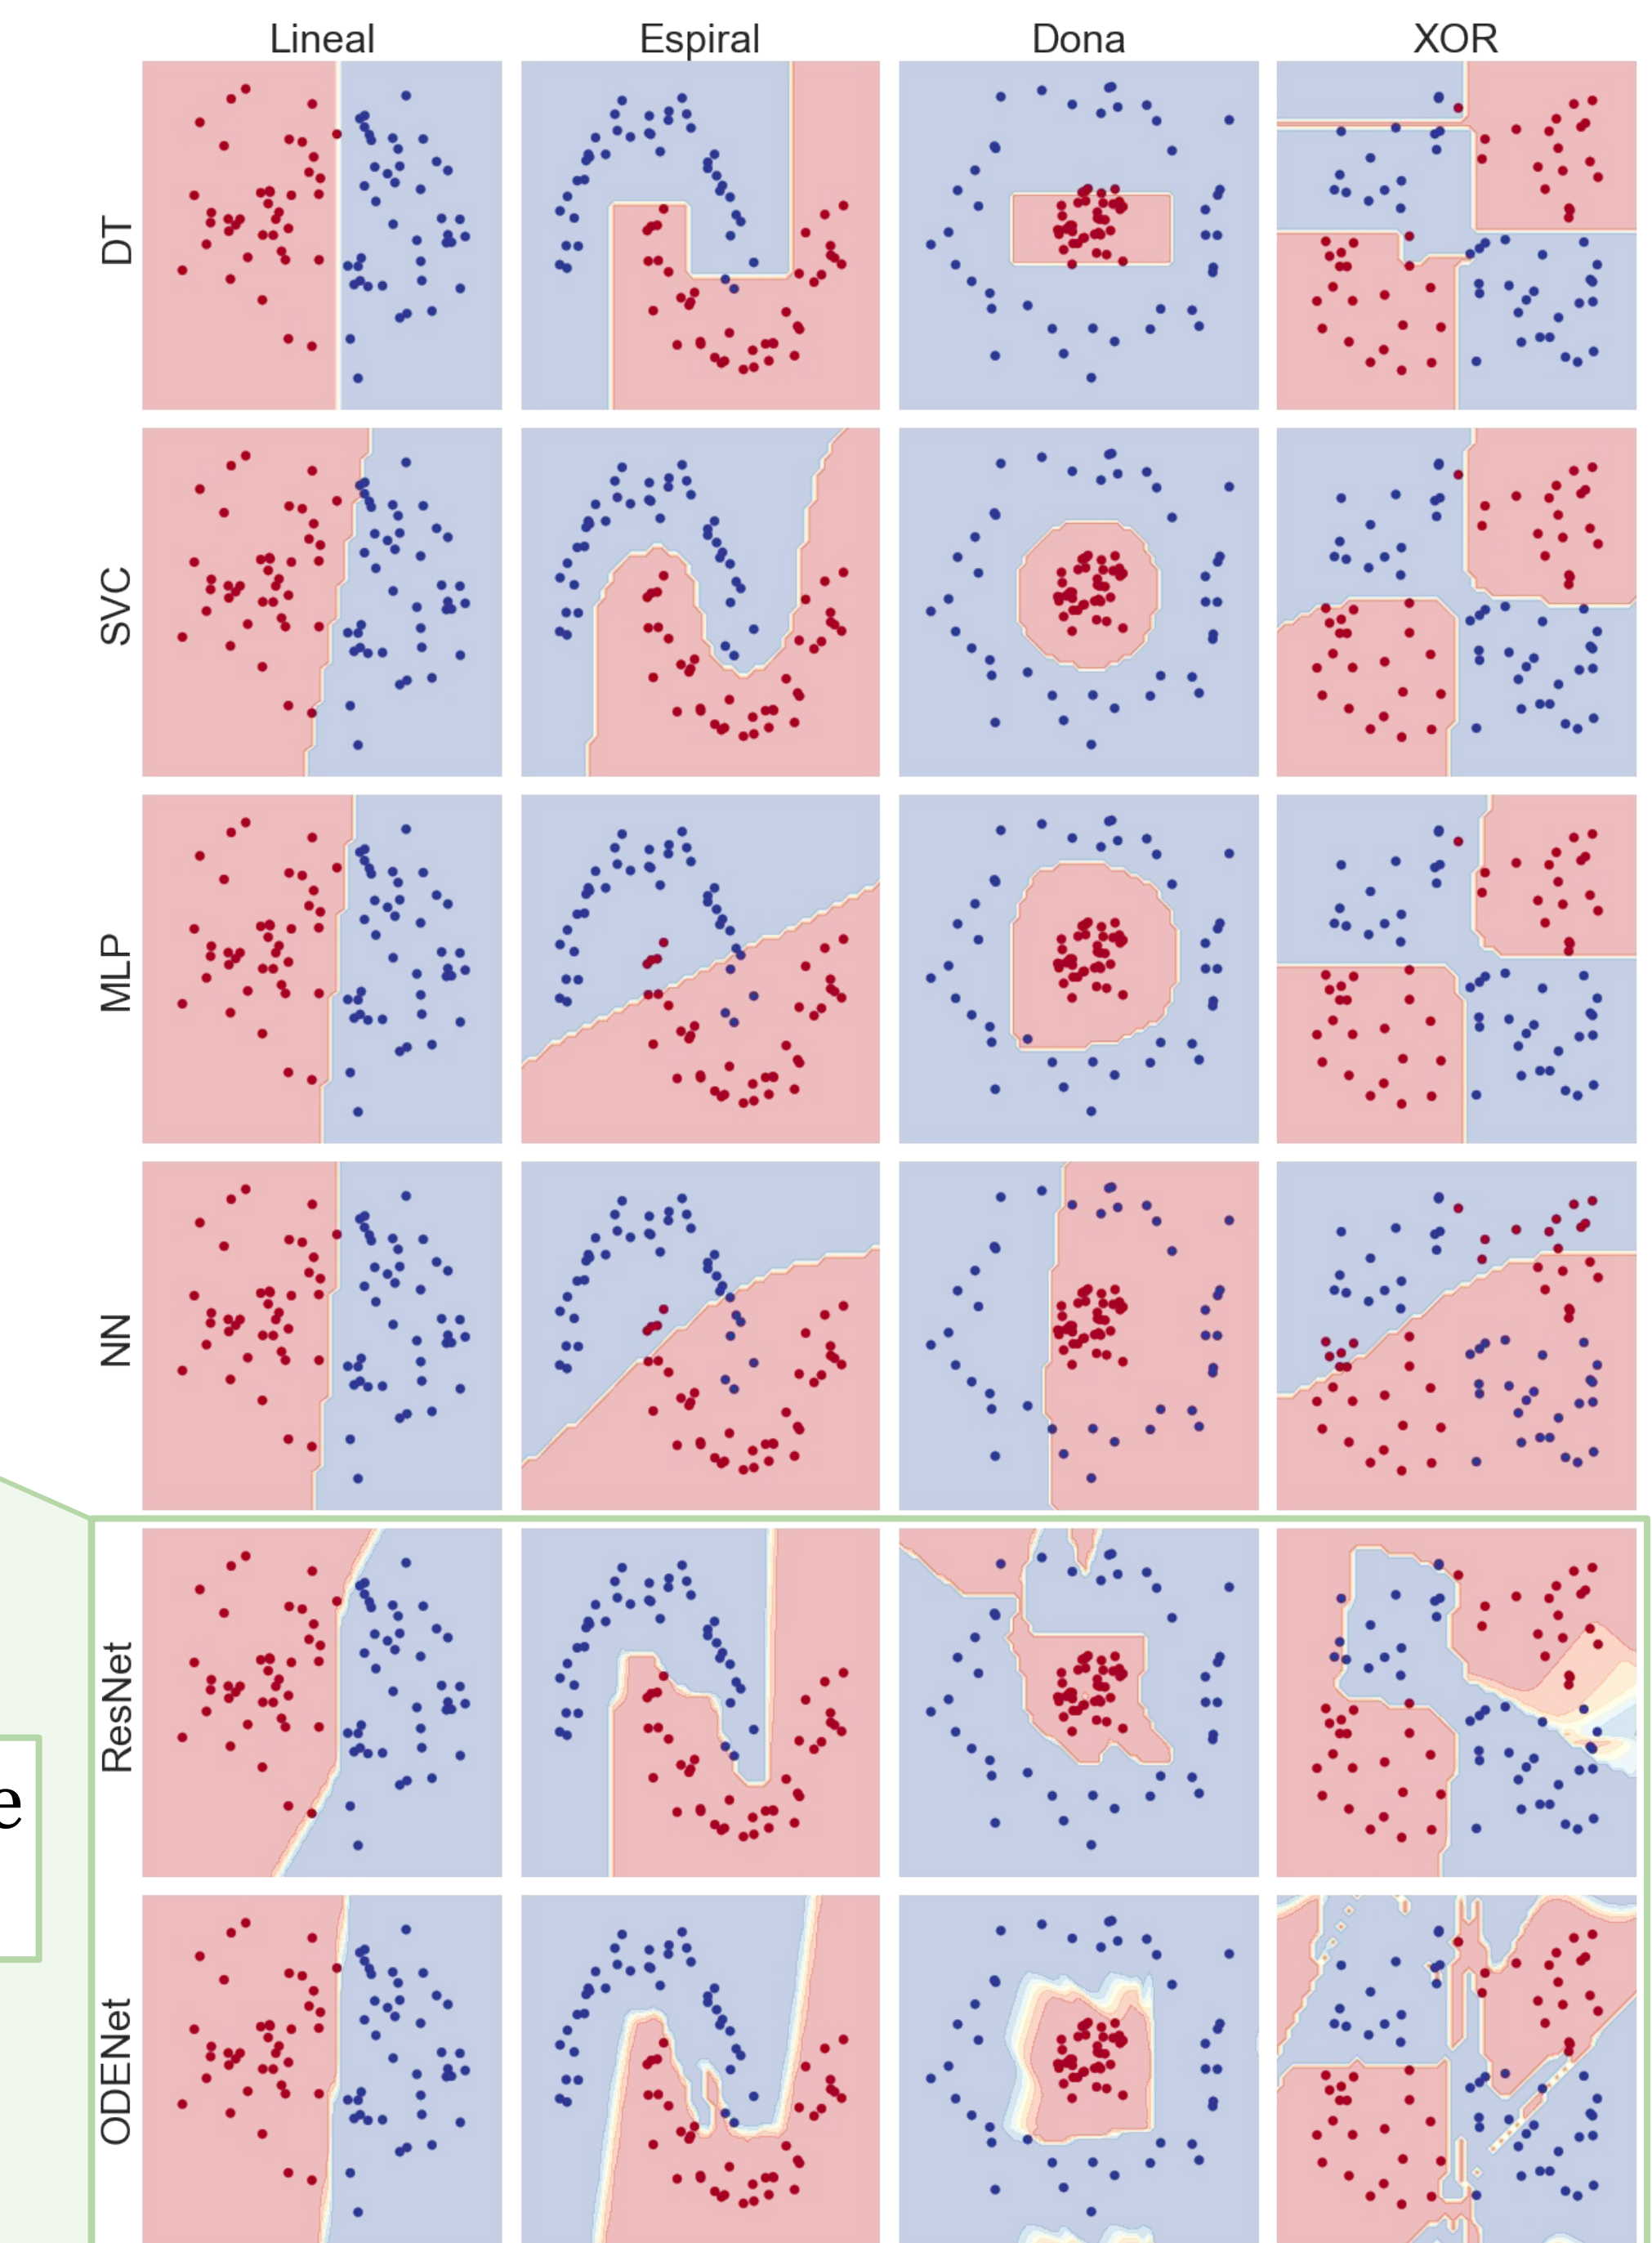 Lineal Espiral Dona XOR
DT
SVC
MLP
NN
ResNet
e
ODENet